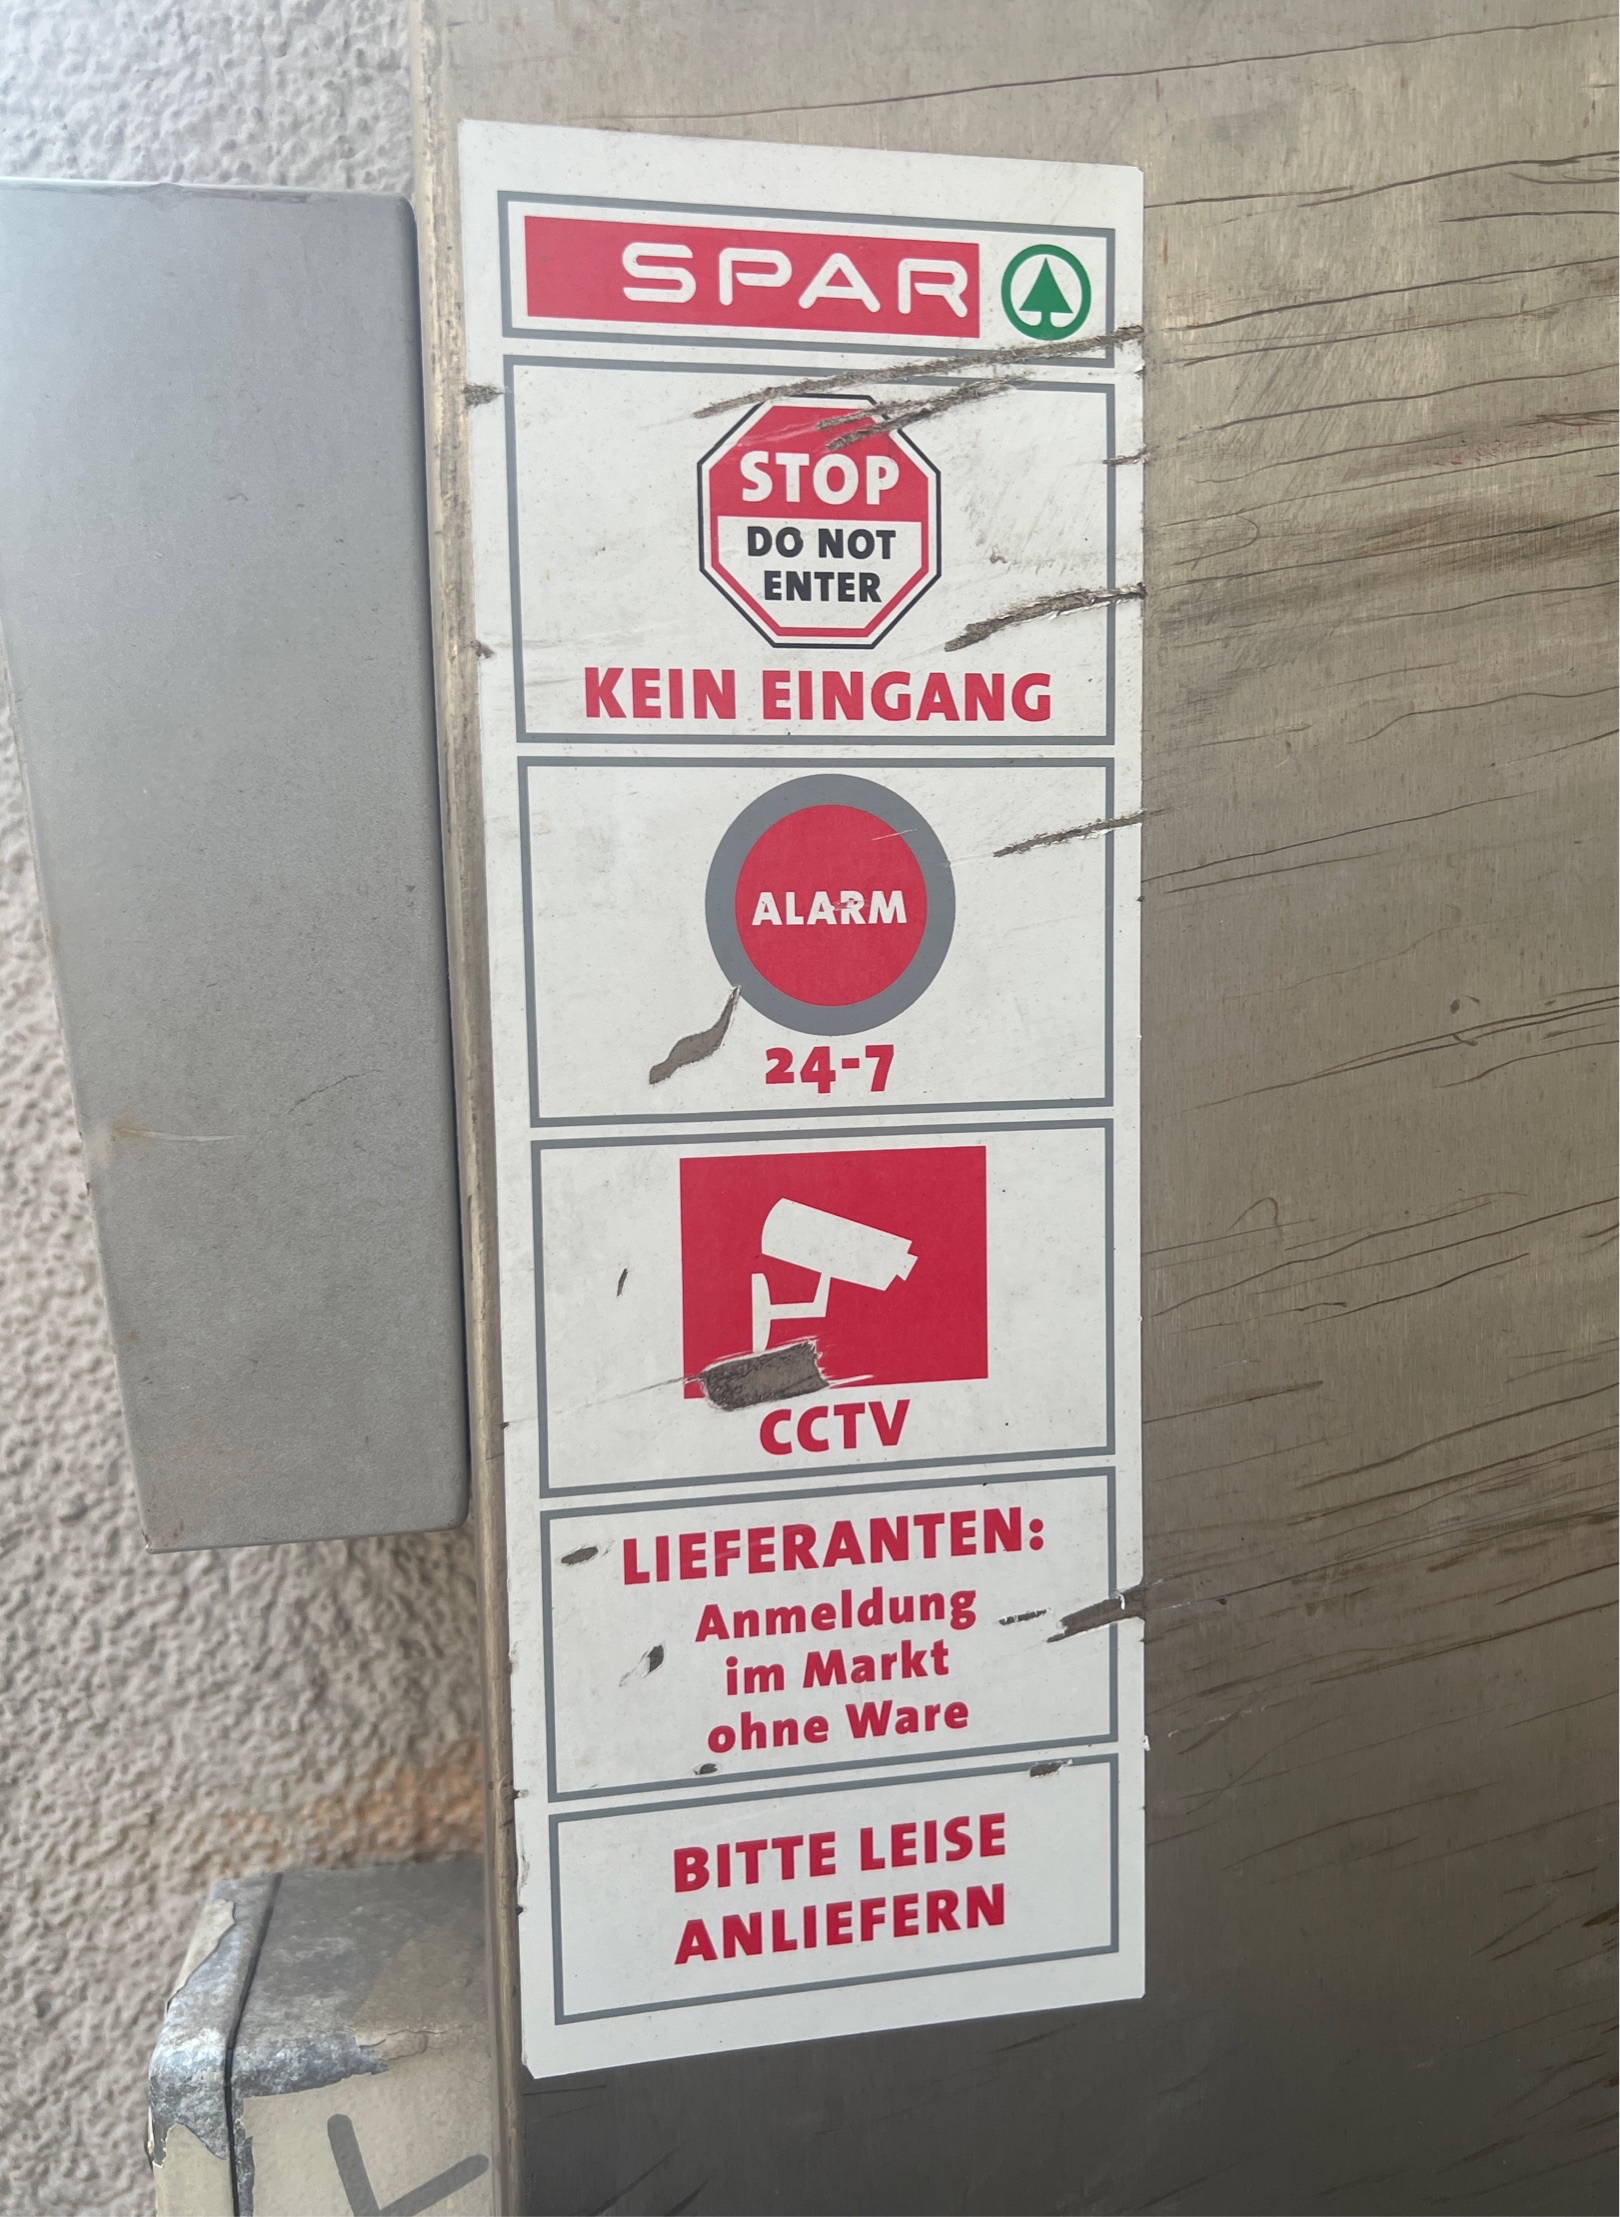 SPAR
STOP
DO NOT
ENTER
KEIN EINGANG
ALARM
24-7
CCTV
LIEFERANTEN:
Anmeldung
im Markt
ohne Ware
BITTE LEISE
ANLIEFERN